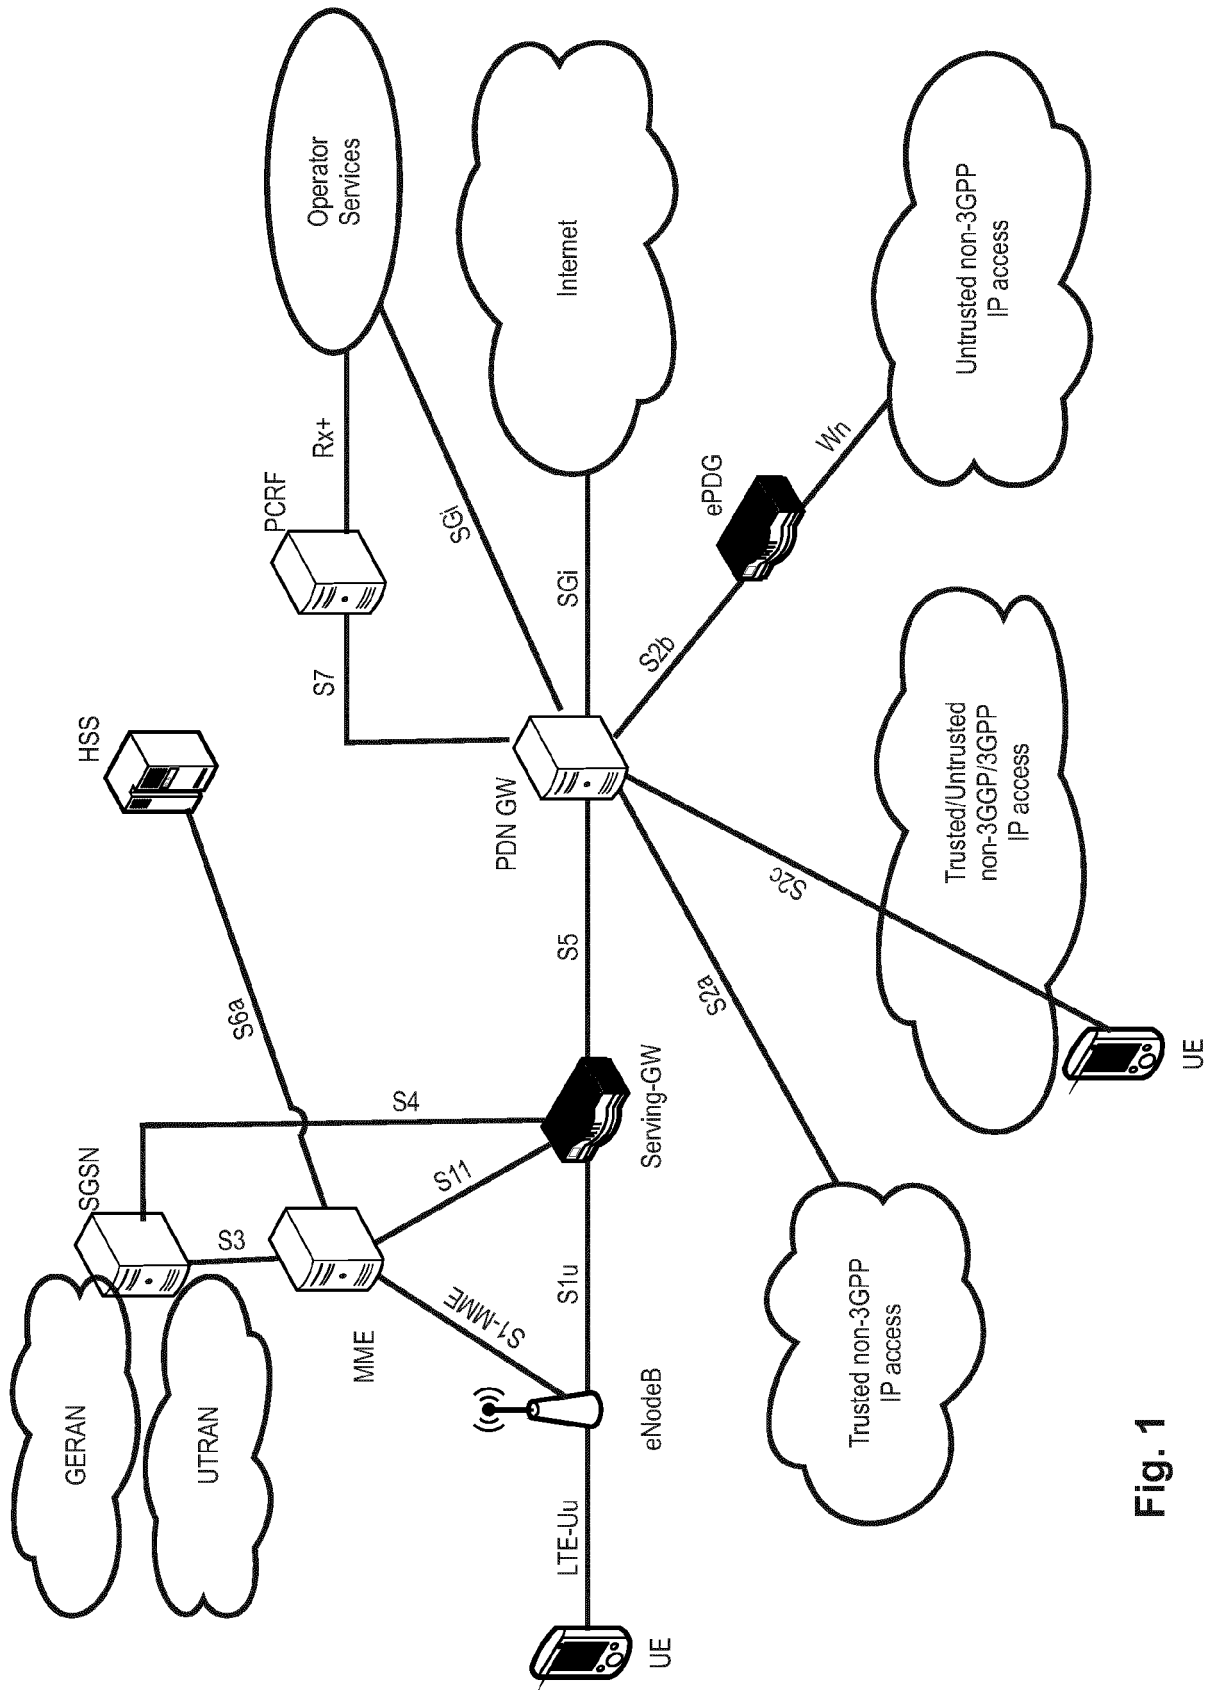 GERAN
UTRAN
SGSN
HSS
S3
S6a
S4
MME
S11
S1-MME
PCRF
S7
Rx+
Operator
Services
SGi
PDN GW
UE
LTE-Uu
eNodeB
S1u
Serving-GW
S5
SGi
Internet
S2a
S2c
S2b
ePDG
Wn
Trusted non-3GPP
IP access
Trusted/Untrusted
non-3GGP/3GPP
IP access
Untrusted non-3GPP
IP access
UE
Fig. 1